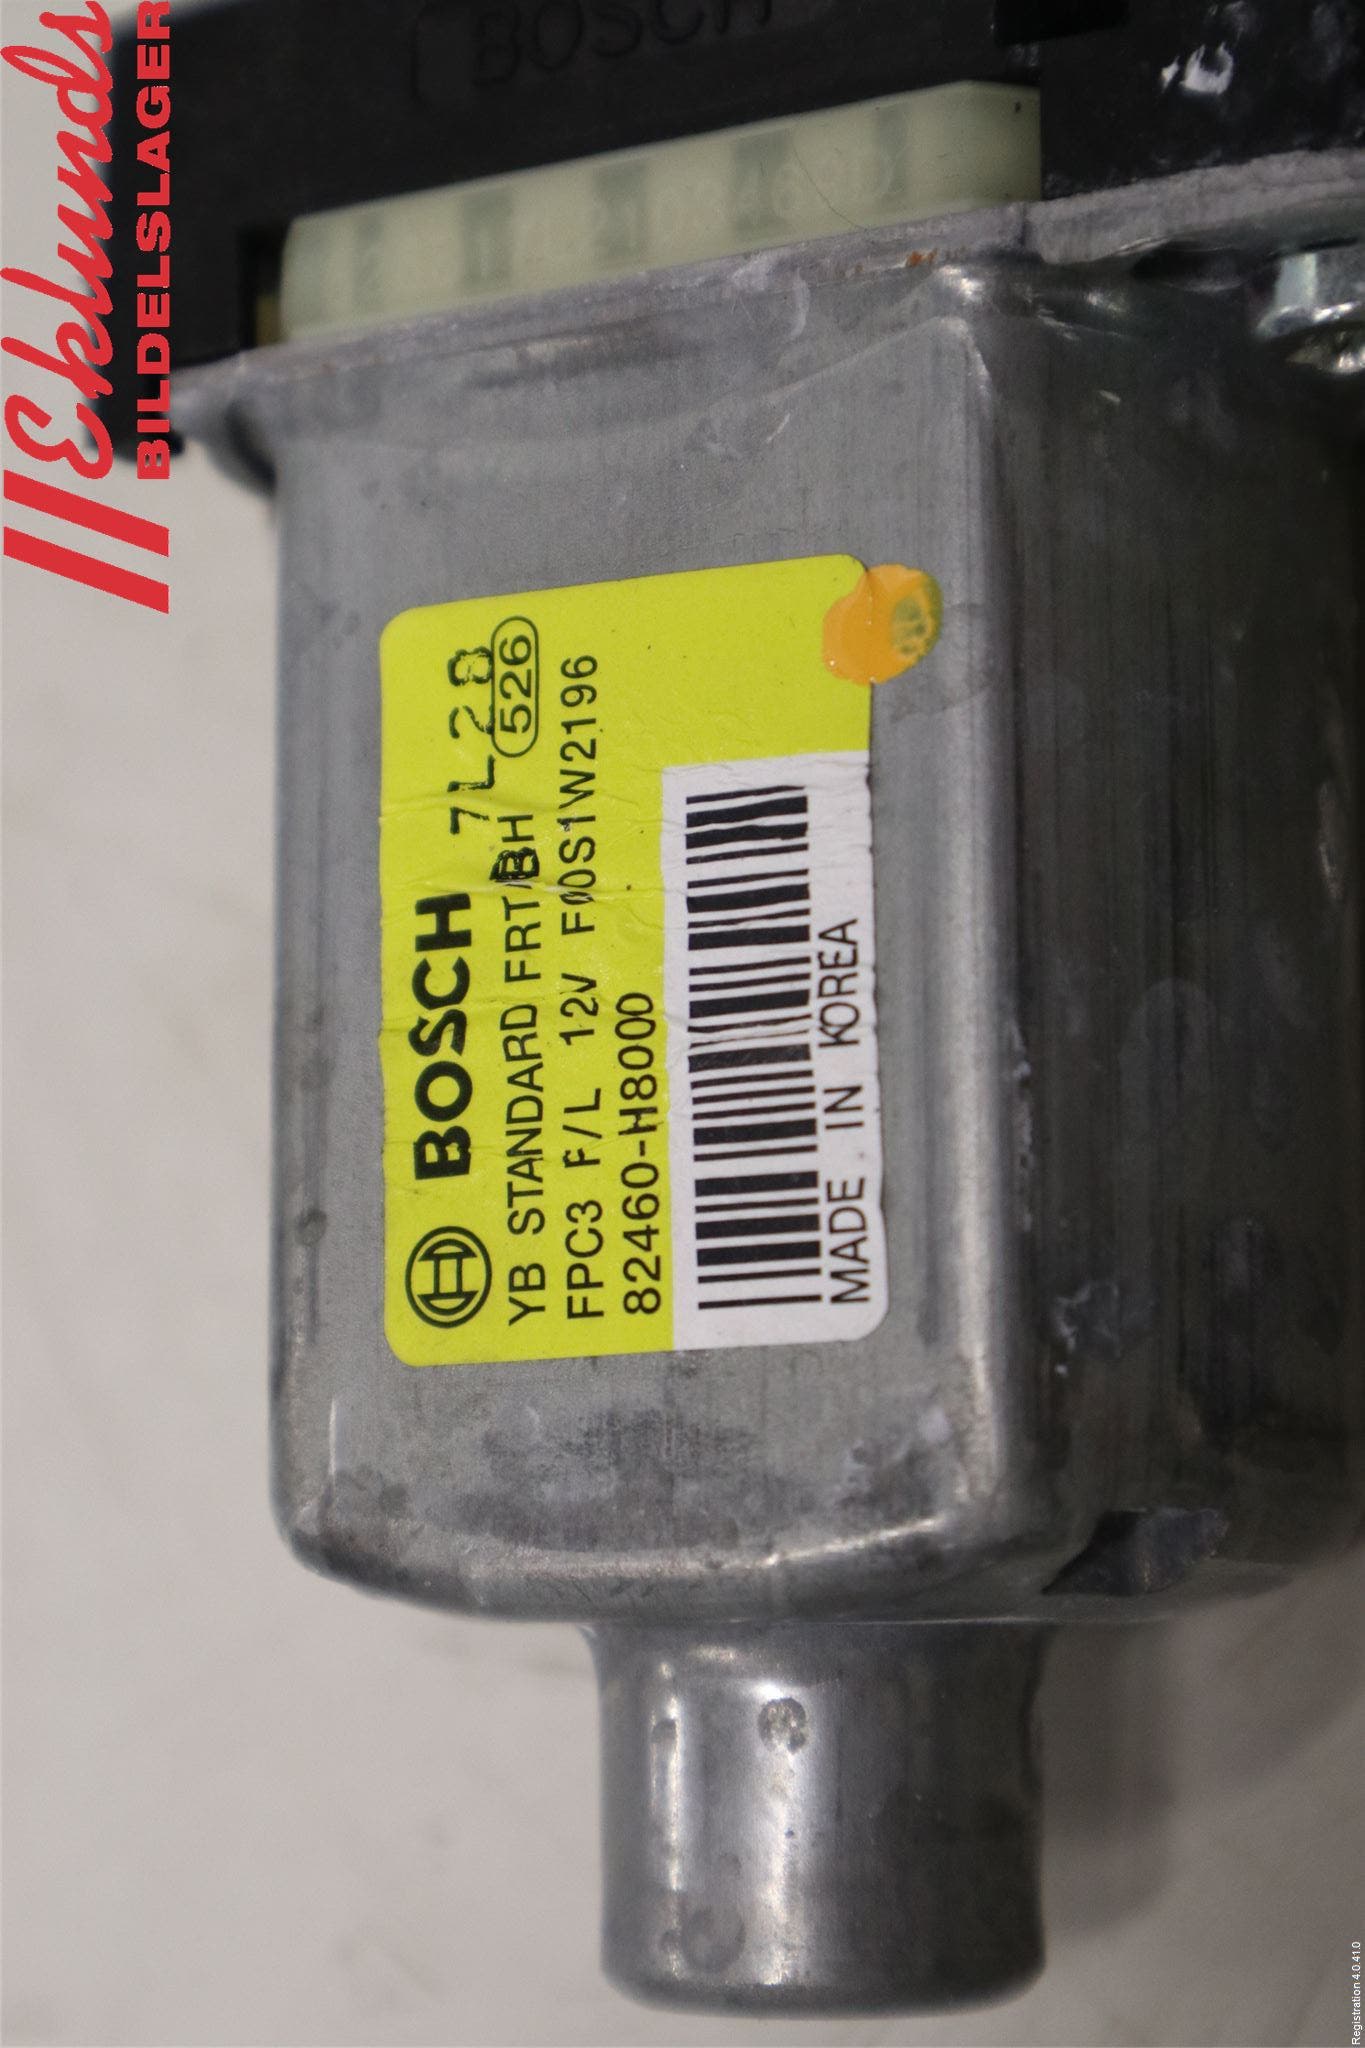 Eklunds
BILDELSLAGER
BOSCH
BOSCH 7L28
YB STANDARD FRT/BH 526
FPC3 F/L 12V F00S1W2196
82460-H8000
MADE IN KOREA
Registration 4.0.41.0